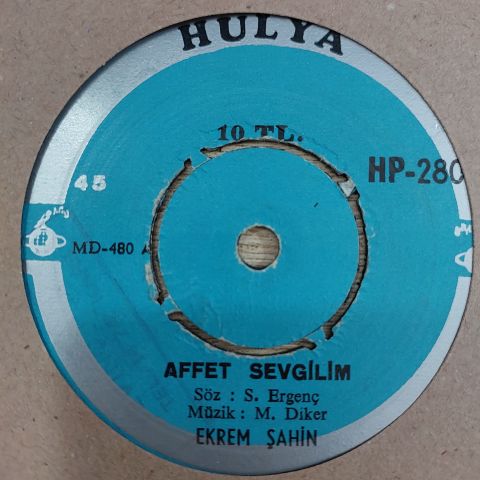 HULYA
10 TL.
HP-280
45
MD-480 A
AFFET SEVGİLİM
Söz : S. Ergenç
Müzik : M. Diker
EKREM ŞAHİN